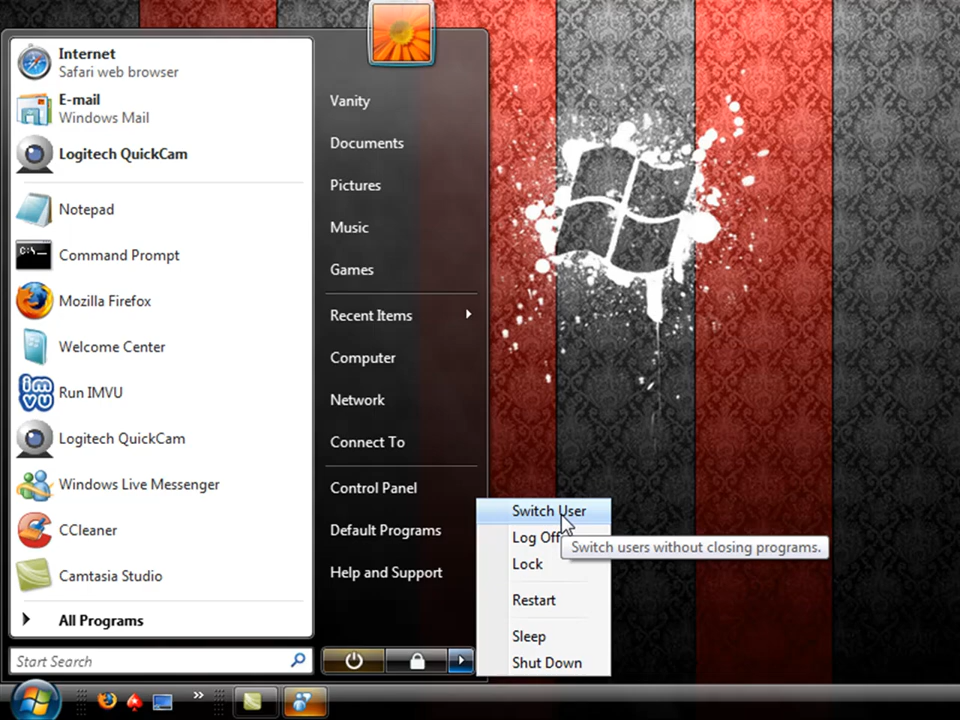 Internet
Safari web browser
E-mail
Windows Mail
Logitech QuickCam
Notepad
Command Prompt
Mozilla Firefox
Welcome Center
Run IMVU
Logitech QuickCam
Windows Live Messenger
CCleaner
Camtasia Studio
All Programs
Start Search
Vanity
Documents
Pictures
Music
Games
Recent Items
Computer
Network
Connect To
Control Panel
Default Programs
Help and Support
Switch User
Log Off
Switch users without closing programs.
Lock
Restart
Sleep
Shut Down